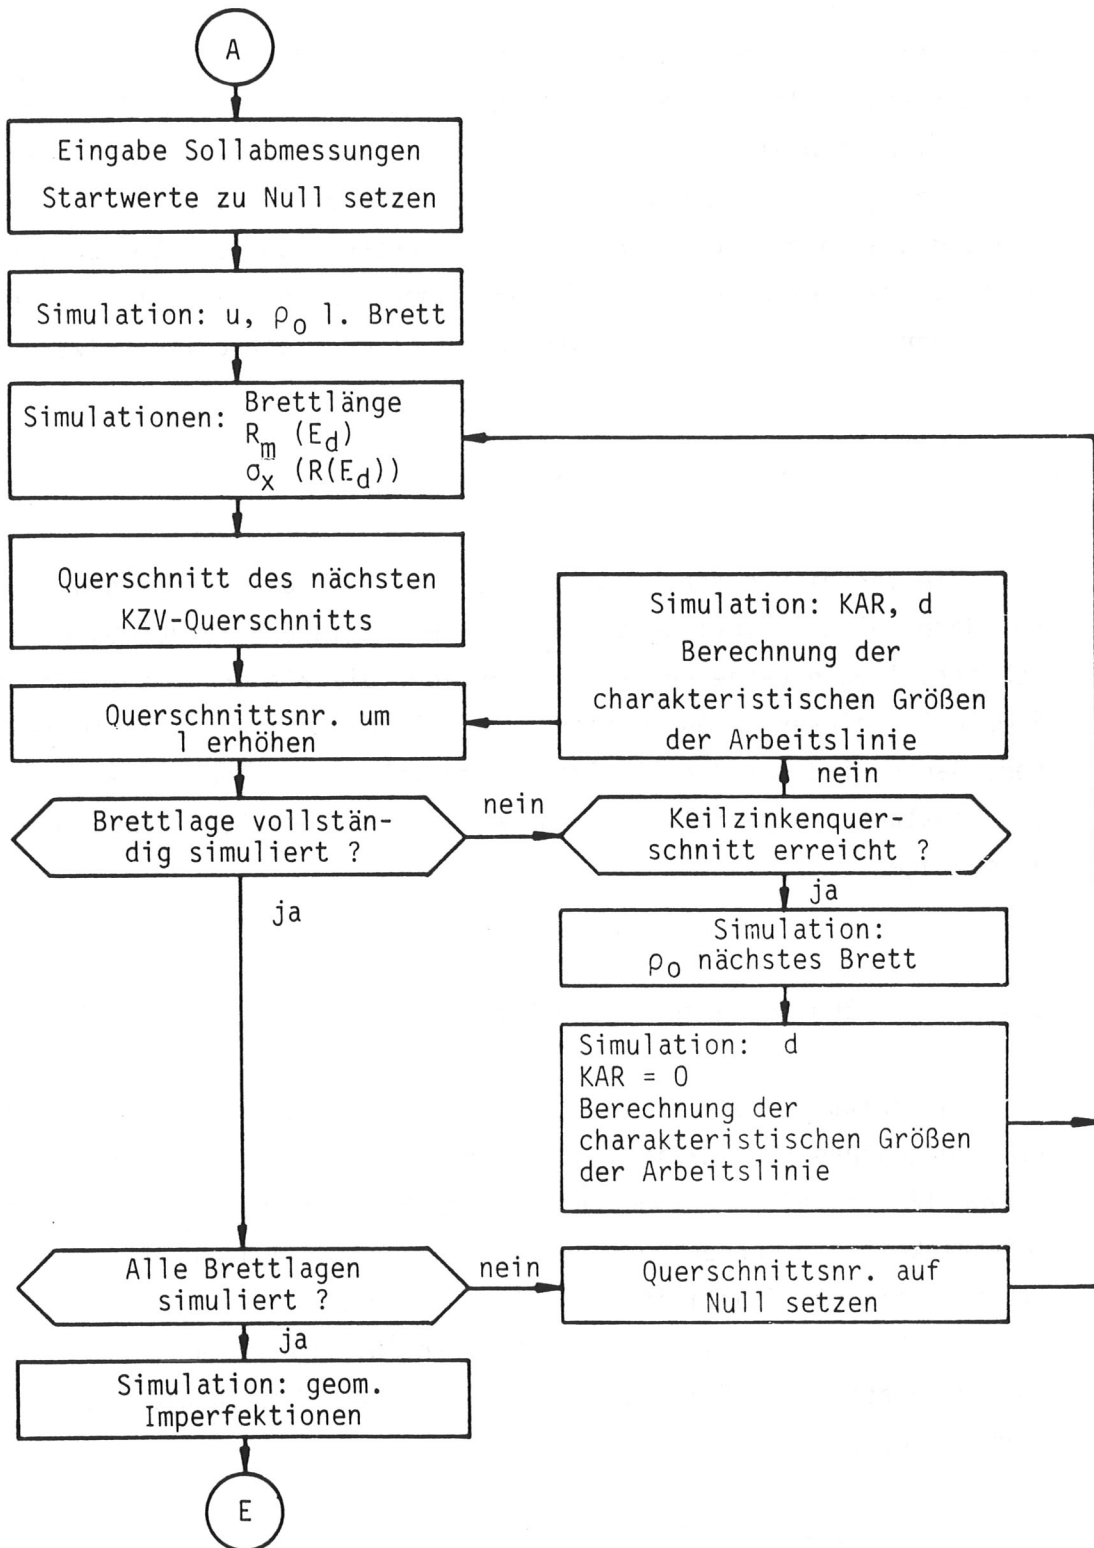 A
Eingabe Sollabmessungen
Startwerte zu Null setzen
Simulation: u, ρo 1. Brett
Simulationen: Brettlänge
Rm (Ed)
σx (R(Ed))
Querschnitt des nächsten
KZV-Querschnitts
Querschnittsnr. um
1 erhöhen
Simulation: KAR, d
Berechnung der
charakteristischen Größen
der Arbeitslinie
nein
Brettlage vollstän-
dig simuliert ?
nein
Keilzinkenquer-
schnitt erreicht ?
ja
ja
Simulation:
ρo nächstes Brett
Simulation: d
KAR = 0
Berechnung der
charakteristischen Größen
der Arbeitslinie
Alle Brettlagen
simuliert ?
nein
Querschnittsnr. auf
Null setzen
ja
Simulation: geom.
Imperfektionen
E